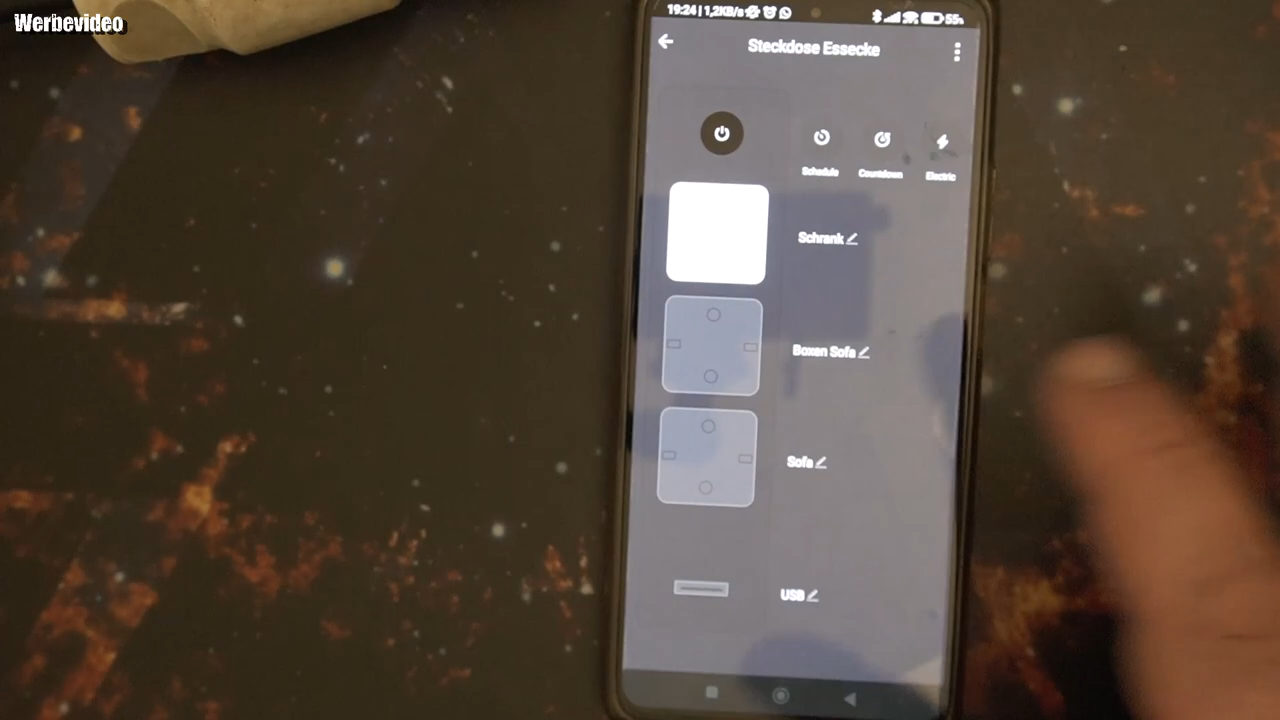 Werbevideo
19:24 | 1,2KB/s
55%
Steckdose Essecke
Schedule
Countdown
Electric
Schrank
Boxen Sofa
Sofa
USB